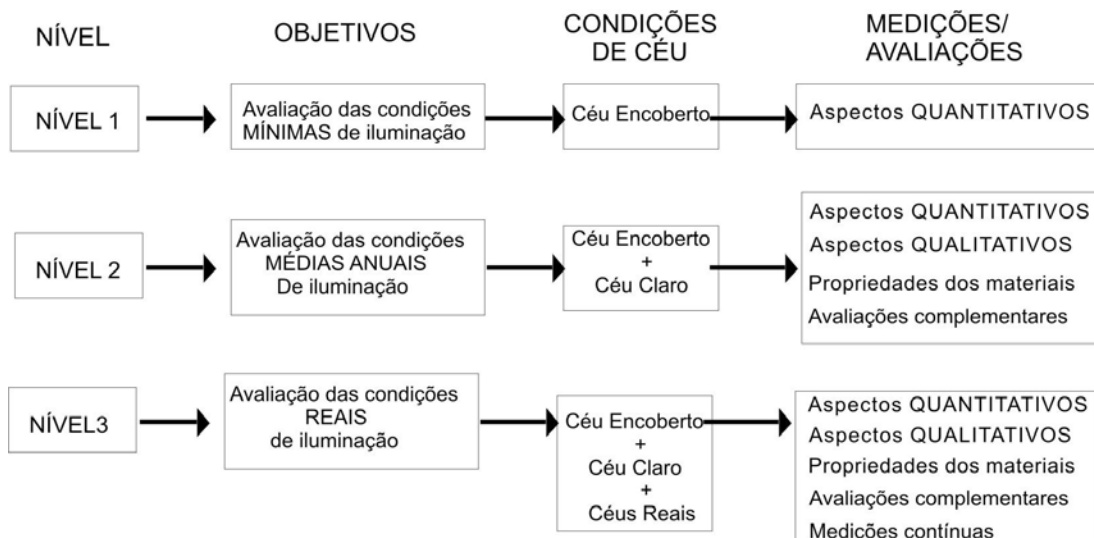 NÍVEL
OBJETIVOS
CONDIÇÕES
DE CÉU
MEDIÇÕES/
AVALIAÇÕES
NÍVEL 1
Avaliação das condições
MÍNIMAS de iluminação
Céu Encoberto
Aspectos QUANTITATIVOS
NÍVEL 2
Avaliação das condições
MÉDIAS ANUAIS
De iluminação
Céu Encoberto
+
Céu Claro
Aspectos QUANTITATIVOS
Aspectos QUALITATIVOS
Propriedades dos materiais
Avaliações complementares
NÍVEL3
Avaliação das condições
REAIS
de iluminação
Céu Encoberto
+
Céu Claro
+
Céus Reais
Aspectos QUANTITATIVOS
Aspectos QUALITATIVOS
Propriedades dos materiais
Avaliações complementares
Medições contínuas